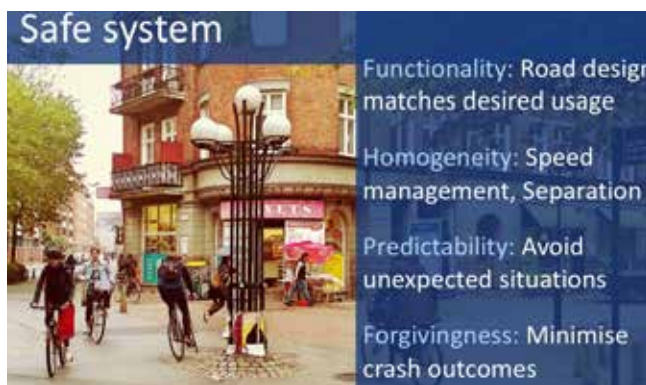 Safe system
Functionality: Road design
matches desired usage
Homogeneity: Speed
management, Separation
Predictability: Avoid
unexpected situations
Forgivingness: Minimise
crash outcomes